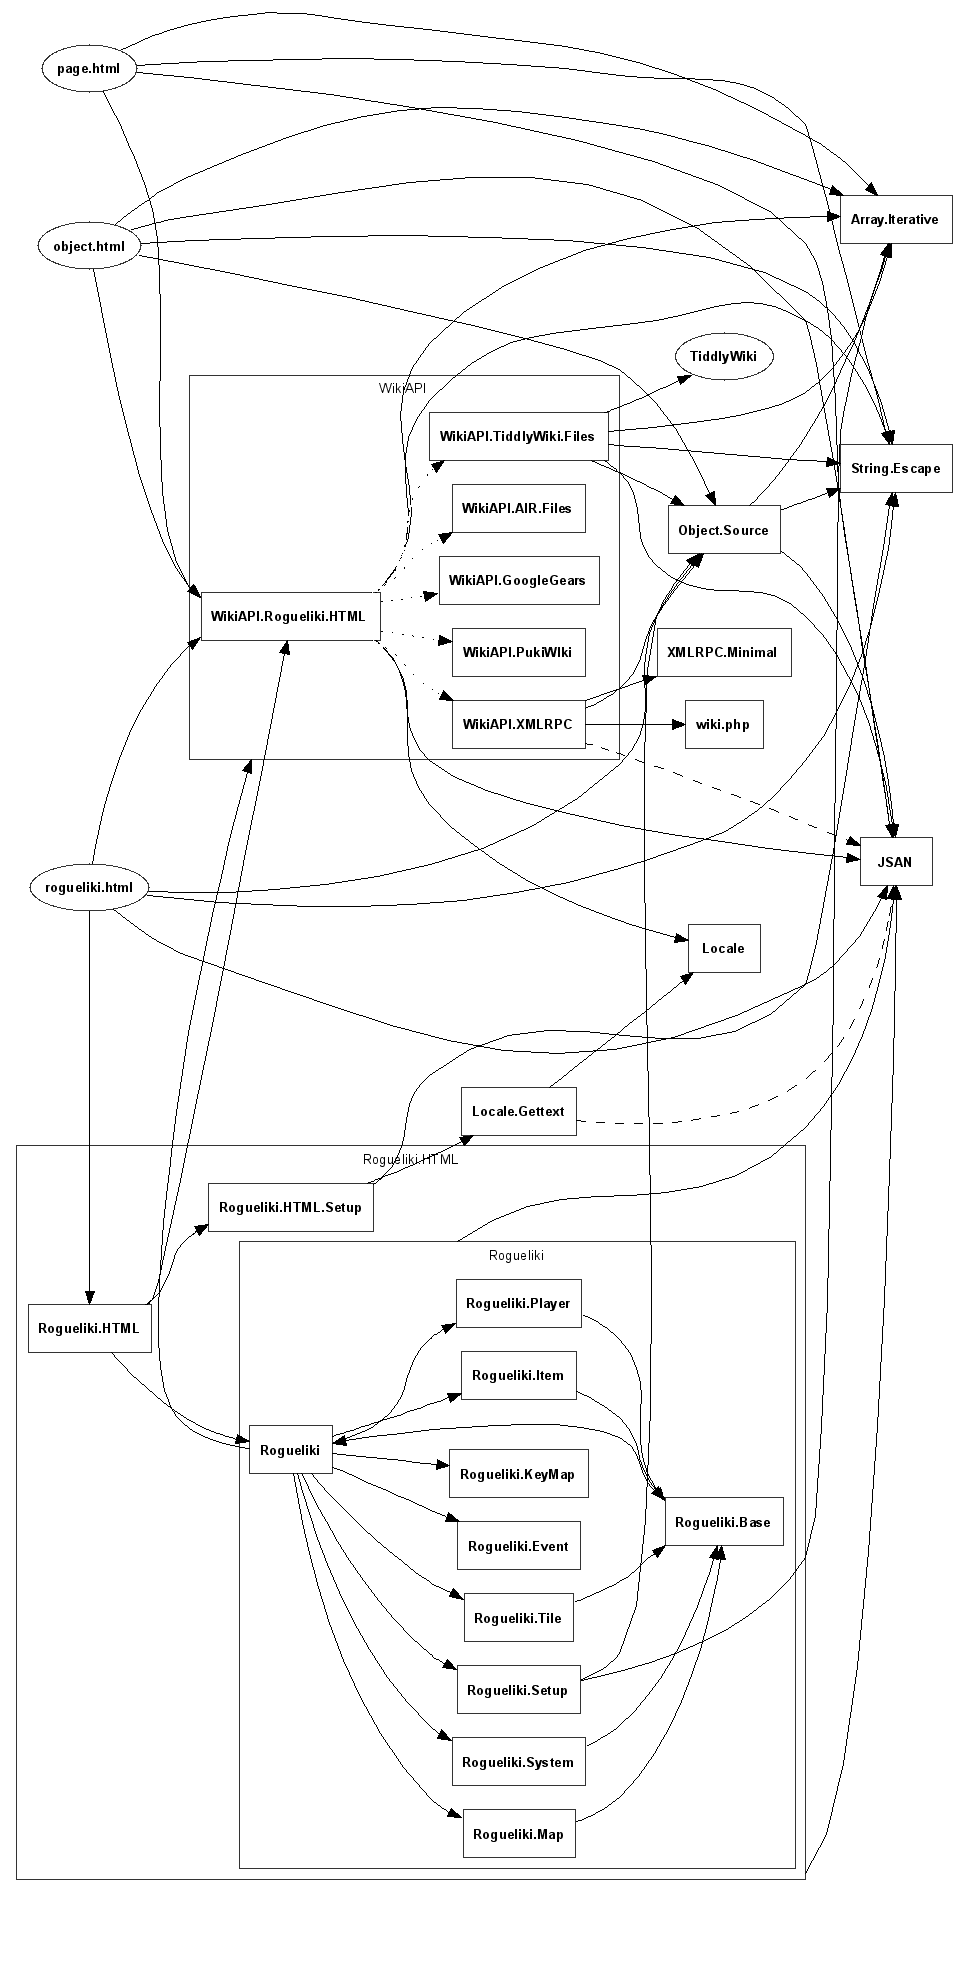 page.html
Array.Iterative
object.html
TiddlyWiki
WikiAPI
WikiAPI.TiddlyWiki.Files
String.Escape
WikiAPI.AIR.Files
Object.Source
WikiAPI.GoogleGears
WikiAPI.Rogueliki.HTML
WikiAPI.PukiWIki
XMLRPC.Minimal
WikiAPI.XMLRPC
wiki.php
JSAN
rogueliki.html
Locale
Locale.Gettext
Rogueliki.HTML
Rogueliki.HTML.Setup
Rogueliki
Rogueliki.Player
Rogueliki.HTML
Rogueliki.Item
Rogueliki
Rogueliki.KeyMap
Rogueliki.Base
Rogueliki.Event
Rogueliki.Tile
Rogueliki.Setup
Rogueliki.System
Rogueliki.Map